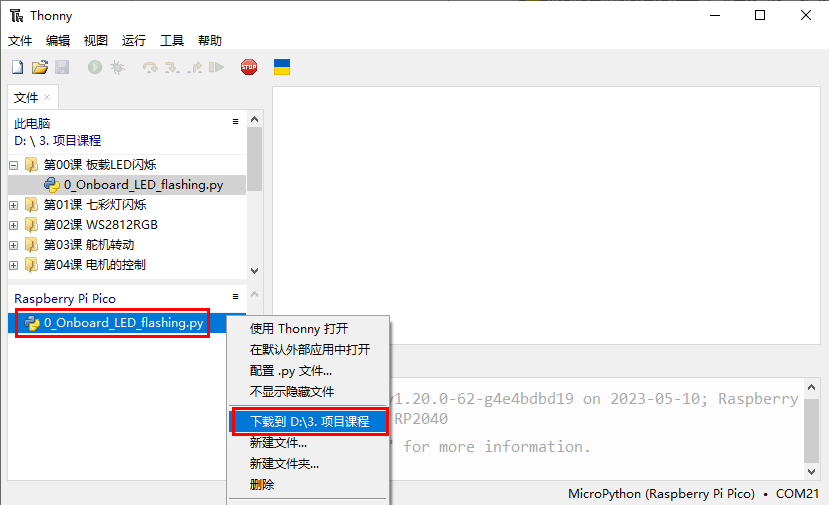 Thonny
文件 编辑 视图 运行 工具 帮助
STOP
文件 ×
此电脑
D: \ 3. 项目课程
第00课 板载LED闪烁
0_Onboard_LED_flashing.py
第01课 七彩灯闪烁
第02课 WS2812RGB
第03课 舵机转动
第04课 电机的控制
Raspberry Pi Pico
0_Onboard_LED_flashing.py
使用 Thonny 打开
在默认外部应用中打开
配置 .py 文件...
不显示隐藏文件
下载到 D:\3. 项目课程
新建文件...
新建文件夹...
删除
v1.20.0-62-g4e4bdbd19 on 2023-05-10; Raspberry
RP2040
" for more information.
MicroPython (Raspberry Pi Pico) • COM21